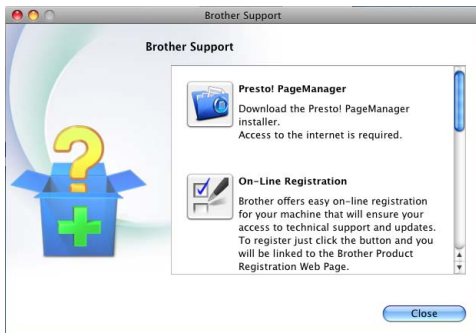 Brother Support
Brother Support
Presto! PageManager
Download the Presto! PageManager
installer.
Access to the internet is required.
On-Line Registration
Brother offers easy on-line registration
for your machine that will ensure your
access to technical support and updates.
To register just click the button and you
will be linked to the Brother Product
Registration Web Page.
Close